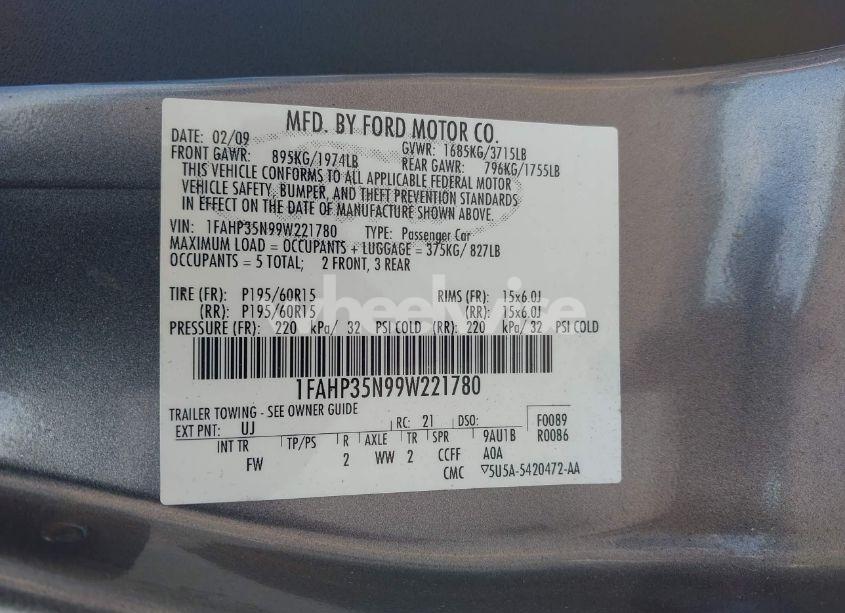 MFD. BY FORD MOTOR CO.
DATE: 02/09 GVWR: 1685KG/3715LB
FRONT GAWR: 895KG/1974LB REAR GAWR: 796KG/1755LB
THIS VEHICLE CONFORMS TO ALL APPLICABLE FEDERAL MOTOR
VEHICLE SAFETY, BUMPER, AND THEFT PREVENTION STANDARDS
IN EFFECT ON THE DATE OF MANUFACTURE SHOWN ABOVE.
VIN: 1FAHP35N99W221780 TYPE: Passenger Car
MAXIMUM LOAD = OCCUPANTS + LUGGAGE = 375KG/ 827LB
OCCUPANTS = 5 TOTAL; 2 FRONT, 3 REAR
TIRE (FR): P195/60R15 RIMS (FR): 15x6.0J
(RR): P195/60R15 (RR): 15x6.0J
wheelwise
PRESSURE (FR): 220 kPa/ 32 PSI COLD (RR): 220 kPa/ 32 PSI COLD
1FAHP35N99W221780
TRAILER TOWING - SEE OWNER GUIDE
EXT PNT: UJ RC: 21 DSO: F0089
INT TR TP/PS R AXLE TR SPR 9AU1B R0086
FW 2 WW 2 CCFF A0A
CMC ▽5U5A-5420472-AA